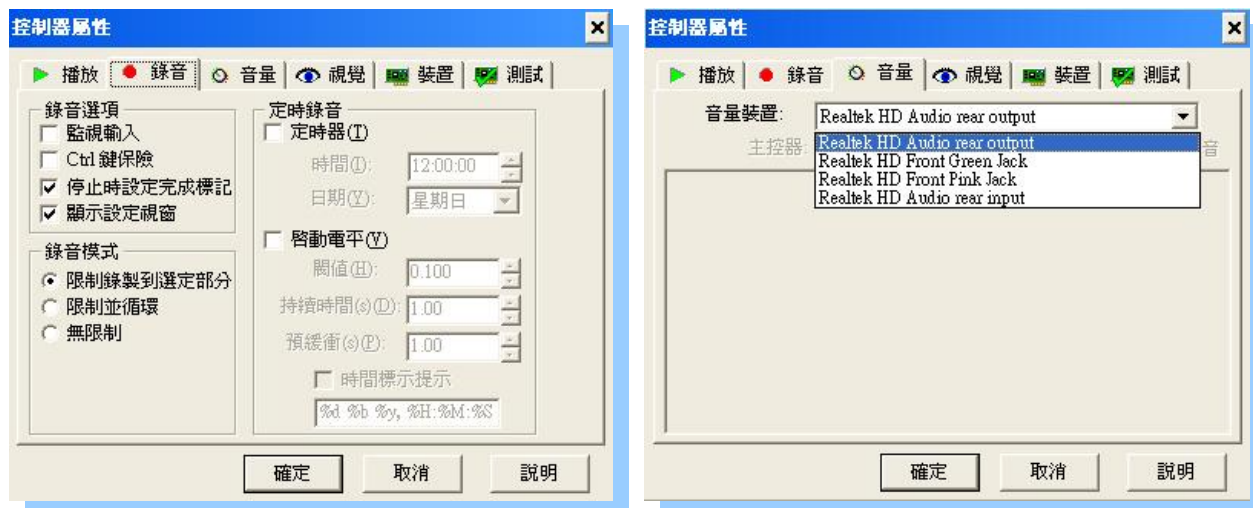 控制器屬性
播放 錄音 音量 視覺 裝置 測試
錄音選項
監視輸入
Ctrl 鍵保險
停止時設定完成標記
顯示設定視窗
錄音模式
限制錄製到選定部分
限制並循環
無限制
定時錄音
定時器(T)
時間(I): 12:00:00
日期(Y): 星期日
啓動電平(V)
閥值(H): 0.100
持續時間(s)(D): 1.00
預緩衝(s)(P): 1.00
時間標示提示
%d %b %y, %H:%M:%S
確定 取消 説明
控制器屬性
播放 錄音 音量 視覺 裝置 測試
音量裝置: Realtek HD Audio rear output
主控器: Realtek HD Audio rear output 音
Realtek HD Front Green Jack
Realtek HD Front Pink Jack
Realtek HD Audio rear input
確定 取消 説明